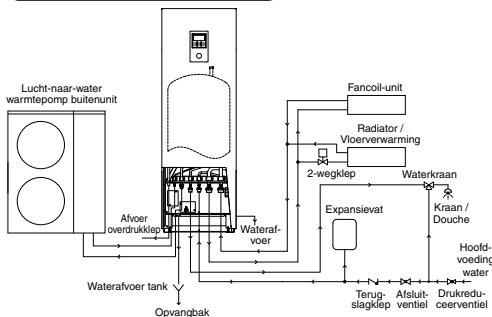 Lucht-naar-water
warmtepomp buitenunit
Fancoil-unit
Radiator /
Vloerverwarming
2-wegklep
Waterkraan
Kraan /
Douche
Afvoer
overdrukklep
Wateraf-
voer
Expansievat
Hoofd-
voeding
water
Waterafvoer tank
Opvangbak
Terug-
slagklep
Afsluit-
ventiel
Drukredu-
ceerventiel